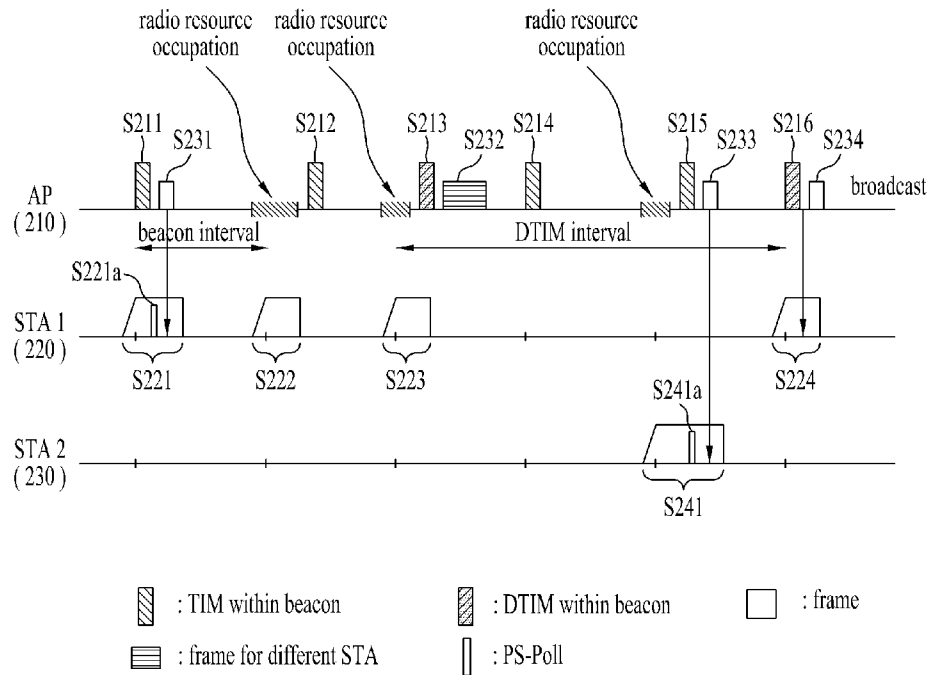 radio resource
occupation
radio resource
occupation
radio resource
occupation
S211
S231
S212
S213
S232
S214
S215
S233
S216
S234
AP
(210)
broadcast
beacon interval
DTIM interval
S221a
STA 1
(220)
S221
S222
S223
S224
S241a
STA 2
(230)
S241
: TIM within beacon
: DTIM within beacon
: frame
: frame for different STA
: PS-Poll